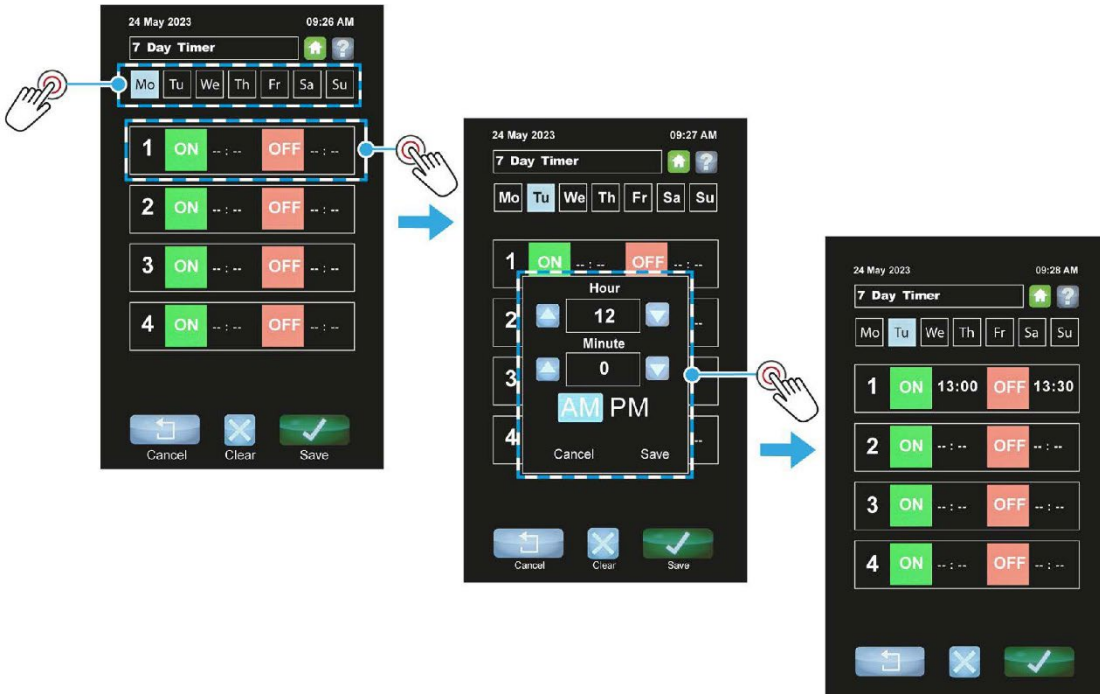 24 May 2023 09:26 AM
7 Day Timer ?
Mo Tu We Th Fr Sa Su
1 ON -- : -- OFF -- : --
2 ON -- : -- OFF -- : --
3 ON -- : -- OFF -- : --
4 ON -- : -- OFF -- : --
Cancel Clear Save
24 May 2023 09:27 AM
7 Day Timer ?
Mo Tu We Th Fr Sa Su
1 ON -- : -- OFF -- : --
Hour
2 12 --
Minute
3 0
AM PM
4 --
Cancel Save
Cancel Clear Save
24 May 2023 09:28 AM
7 Day Timer ?
Mo Tu We Th Fr Sa Su
1 ON 13:00 OFF 13:30
2 ON -- : -- OFF -- : --
3 ON -- : -- OFF -- : --
4 ON -- : -- OFF -- : --